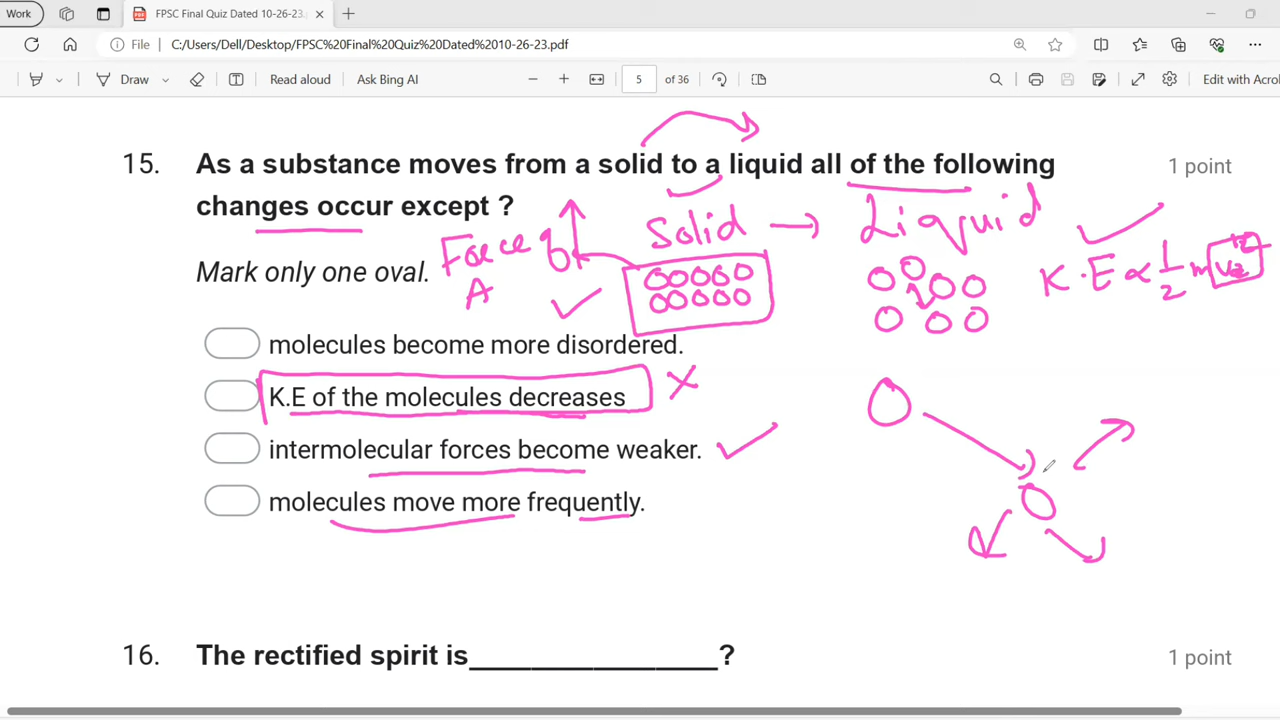 Work
FPSC Final Quiz Dated 10-26-23.
File
C:/Users/Dell/Desktop/FPSC%20Final%20Quiz%20Dated%2010-26-23.pdf
Draw
Read aloud
Ask Bing AI
5
of 36
Edit with Acrol
15. As a substance moves from a solid to a liquid all of the following 1 point
changes occur except ?
Solid → Liquid
Force of
A
K.E ∝ 1/2 m
Mark only one oval.
molecules become more disordered.
K.E of the molecules decreases
intermolecular forces become weaker.
molecules move more frequently.
16. The rectified spirit is_________________? 1 point